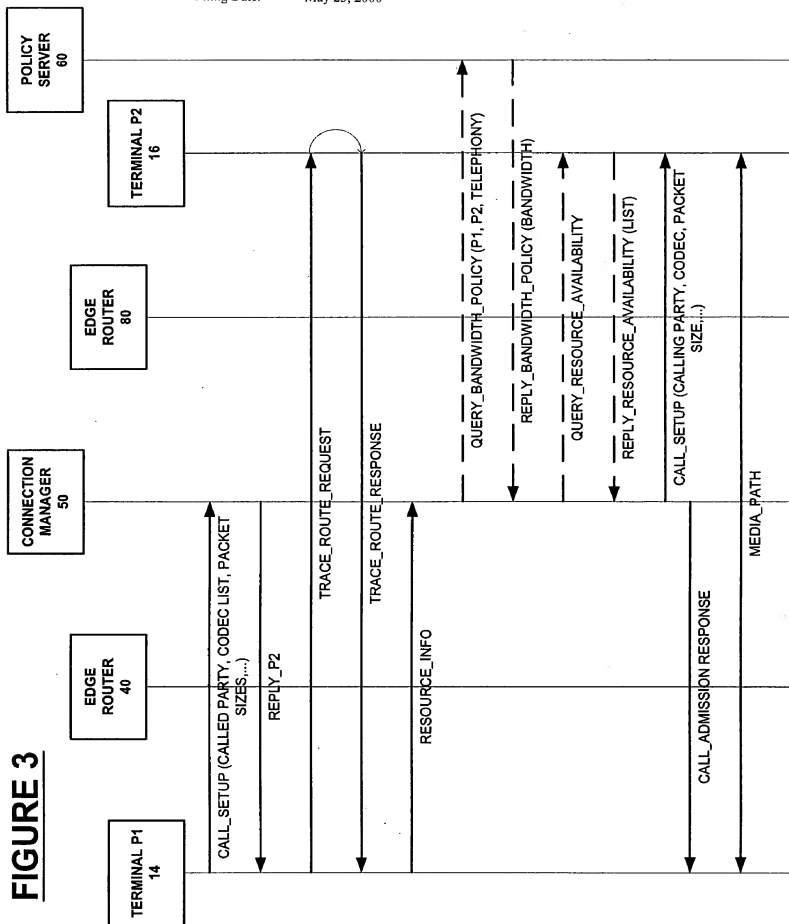 Date:
May 2000
FIGURE 3
TERMINAL P1
14
EDGE
ROUTER
40
CONNECTION
MANAGER
50
EDGE
ROUTER
80
TERMINAL P2
16
POLICY
SERVER
60
CALL_SETUP (CALLED PARTY, CODEC LIST, PACKET
SIZES,...)
REPLY_P2
TRACE_ROUTE_REQUEST
TRACE_ROUTE_RESPONSE
RESOURCE_INFO
QUERY_BANDWIDTH_POLICY (P1, P2, TELEPHONY)
REPLY_BANDWIDTH_POLICY (BANDWIDTH)
QUERY_RESOURCE_AVAILABILITY
REPLY_RESOURCE_AVAILABILITY (LIST)
CALL_SETUP (CALLING PARTY, CODEC, PACKET
SIZE,...)
CALL_ADMISSION RESPONSE
MEDIA_PATH